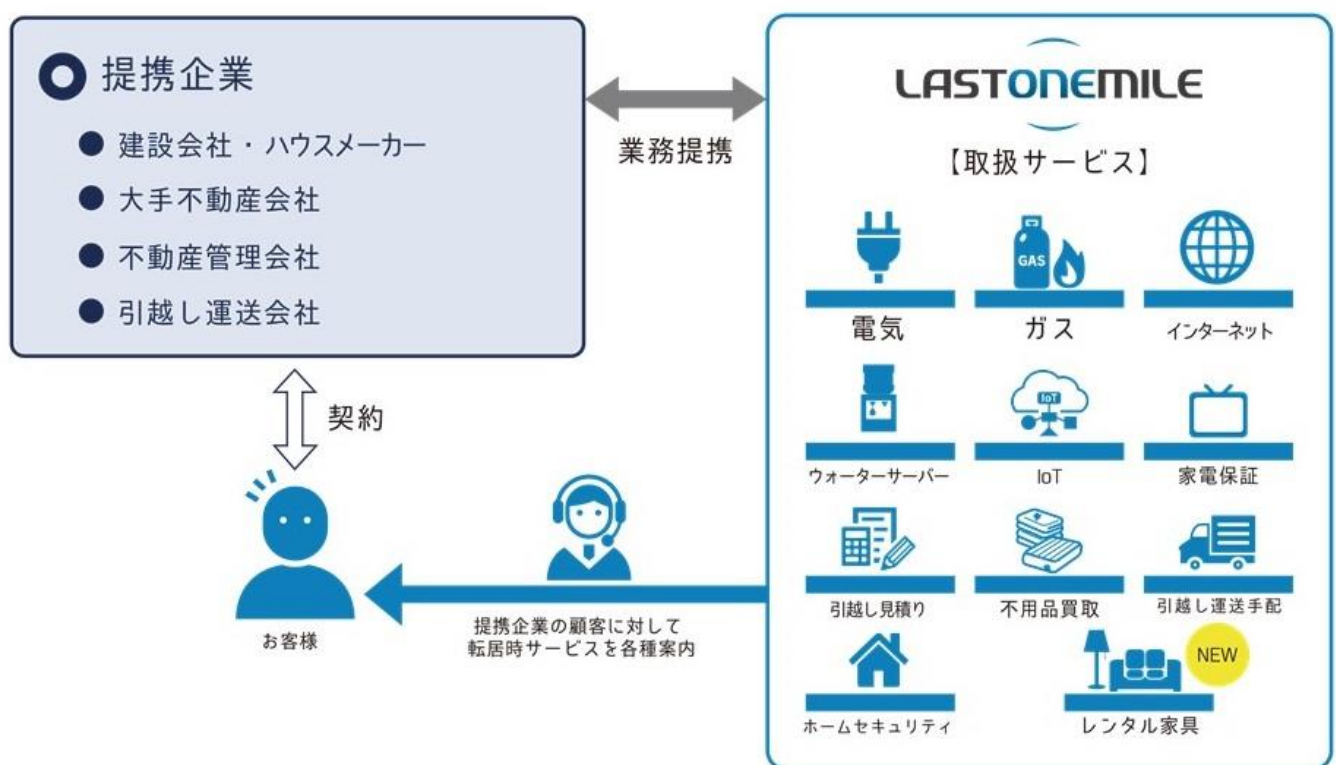 提携企業
建設会社・ハウスメーカー
大手不動産会社
不動産管理会社
引越し運送会社
業務提携
契約
お客様
提携企業の顧客に対して
転居時サービスを各種案内
LASTONEMILE
【取扱サービス】
電気
GAS
ガス
インターネット
ウォーターサーバー
IoT
IoT
家電保証
引越し見積り
不用品買取
引越し運送手配
ホームセキュリティ
NEW
レンタル家具